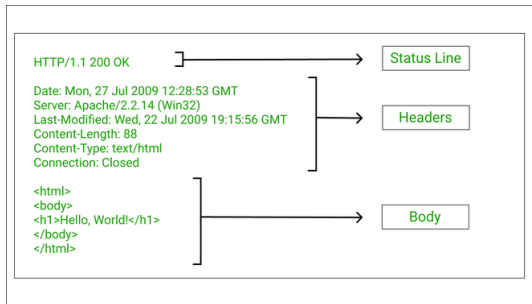 HTTP/1.1 200 OK
Status Line
Date: Mon, 27 Jul 2009 12:28:53 GMT
Server: Apache/2.2.14 (Win32)
Last-Modified: Wed, 22 Jul 2009 19:15:56 GMT
Content-Length: 88
Content-Type: text/html
Connection: Closed
Headers
<html>
<body>
<h1>Hello, World!</h1>
</body>
</html>
Body